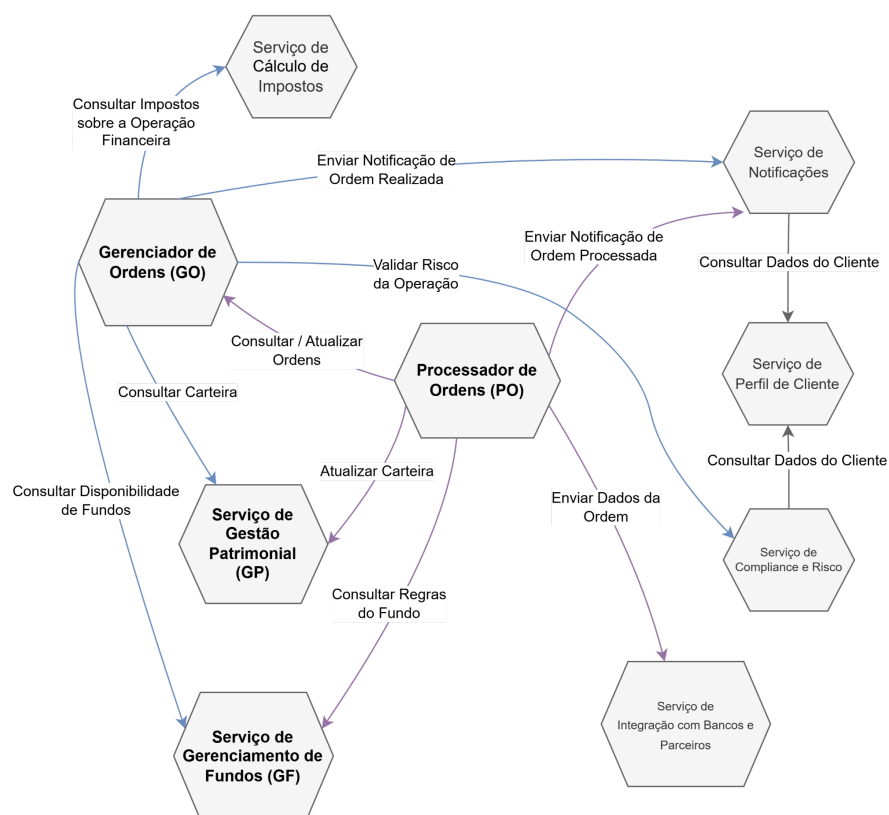 Serviço de
Cálculo de
Impostos
Consultar Impostos
sobre a Operação
Financeira
Enviar Notificação de
Ordem Realizada
Serviço de
Notificações
Gerenciador de
Ordens (GO)
Enviar Notificação de
Ordem Processada
Validar Risco
da Operação
Consultar Dados do Cliente
Consultar / Atualizar
Ordens
Processador de
Ordens (PO)
Serviço de
Perfil de Cliente
Consultar Carteira
Atualizar Carteira
Consultar Dados do Cliente
Consultar Disponibilidade
de Fundos
Enviar Dados da
Ordem
Serviço de
Gestão
Patrimonial
(GP)
Serviço de
Compliance e Risco
Consultar Regras
do Fundo
Serviço de
Integração com Bancos e
Parceiros
Serviço de
Gerenciamento de
Fundos (GF)